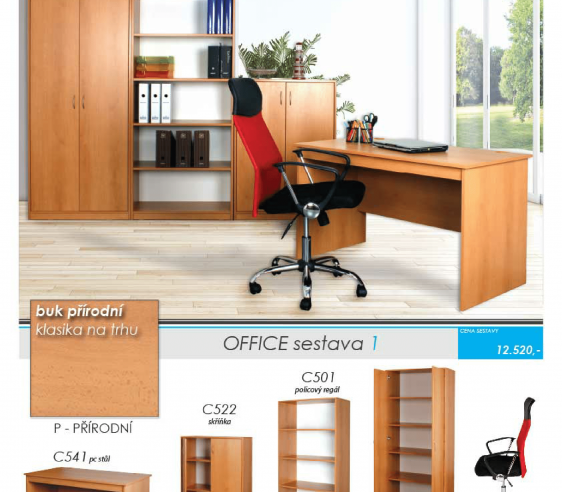 buk přírodní
klasika na trhu
P - PŘÍRODNÍ
OFFICE sestava 1
CENA SESTAVY
12.520,-
C541 pc stůl
C522
skříňka
C501
policový regál